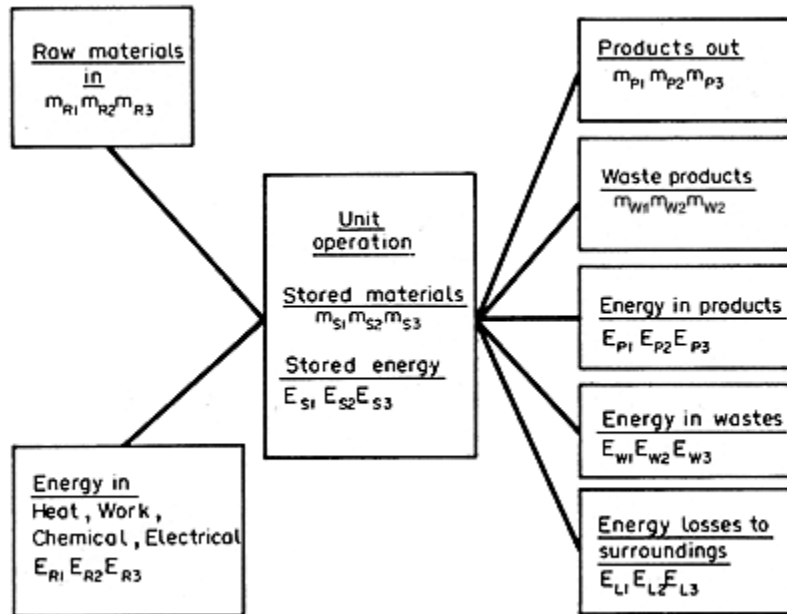 Raw materials
in
mR1 mR2 mR3
Energy in
Heat, Work,
Chemical, Electrical
ER1 ER2 ER3
Unit
operation
Stored materials
mS1 mS2 mS3
Stored energy
ES1 ES2 ES3
Products out
mP1 mP2 mP3
Waste products
mW1 mW2 mW2
Energy in products
EP1 EP2 EP3
Energy in wastes
EW1 EW2 EW3
Energy losses to
surroundings
EL1 EL2 EL3